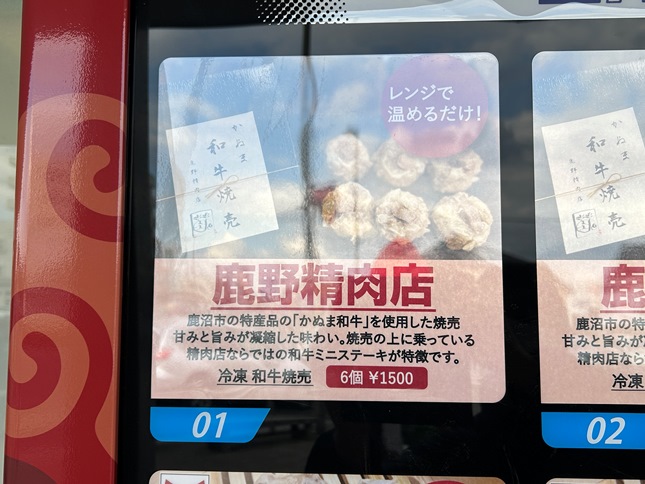 レンジで
温めるだけ!
かぬま
和牛焼売
鹿野精肉店
鹿沼市の特産品の「かぬま和牛」を使用した焼売
甘みと旨みが凝縮した味わい。焼売の上に乗っている
精肉店ならではの和牛ミニステーキが特徴です。
冷凍 和牛焼売 6個 ¥1500
01
かぬま
和牛焼売
鹿
鹿沼市の特
甘みと旨みが
精肉店なら
冷凍
02